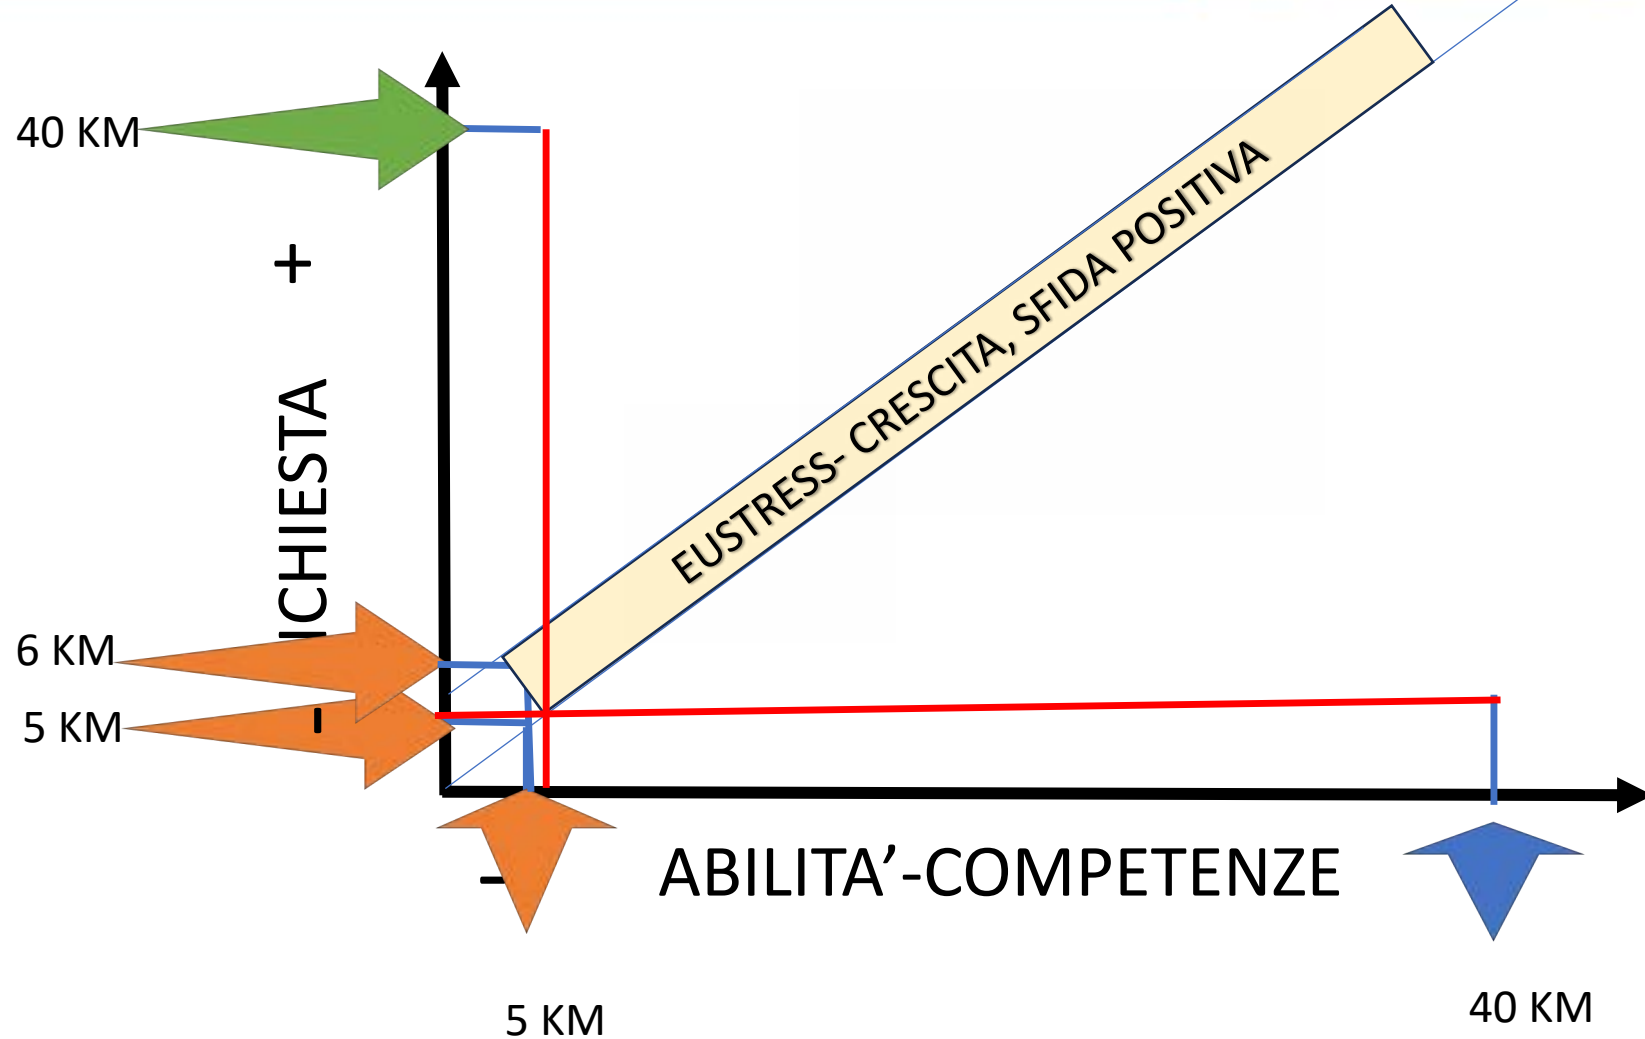 40 KM
+
ICHIESTA
6 KM
-
5 KM
EUSTRESS- CRESCITA, SFIDA POSITIVA
-
ABILITA’-COMPETENZE
5 KM
40 KM